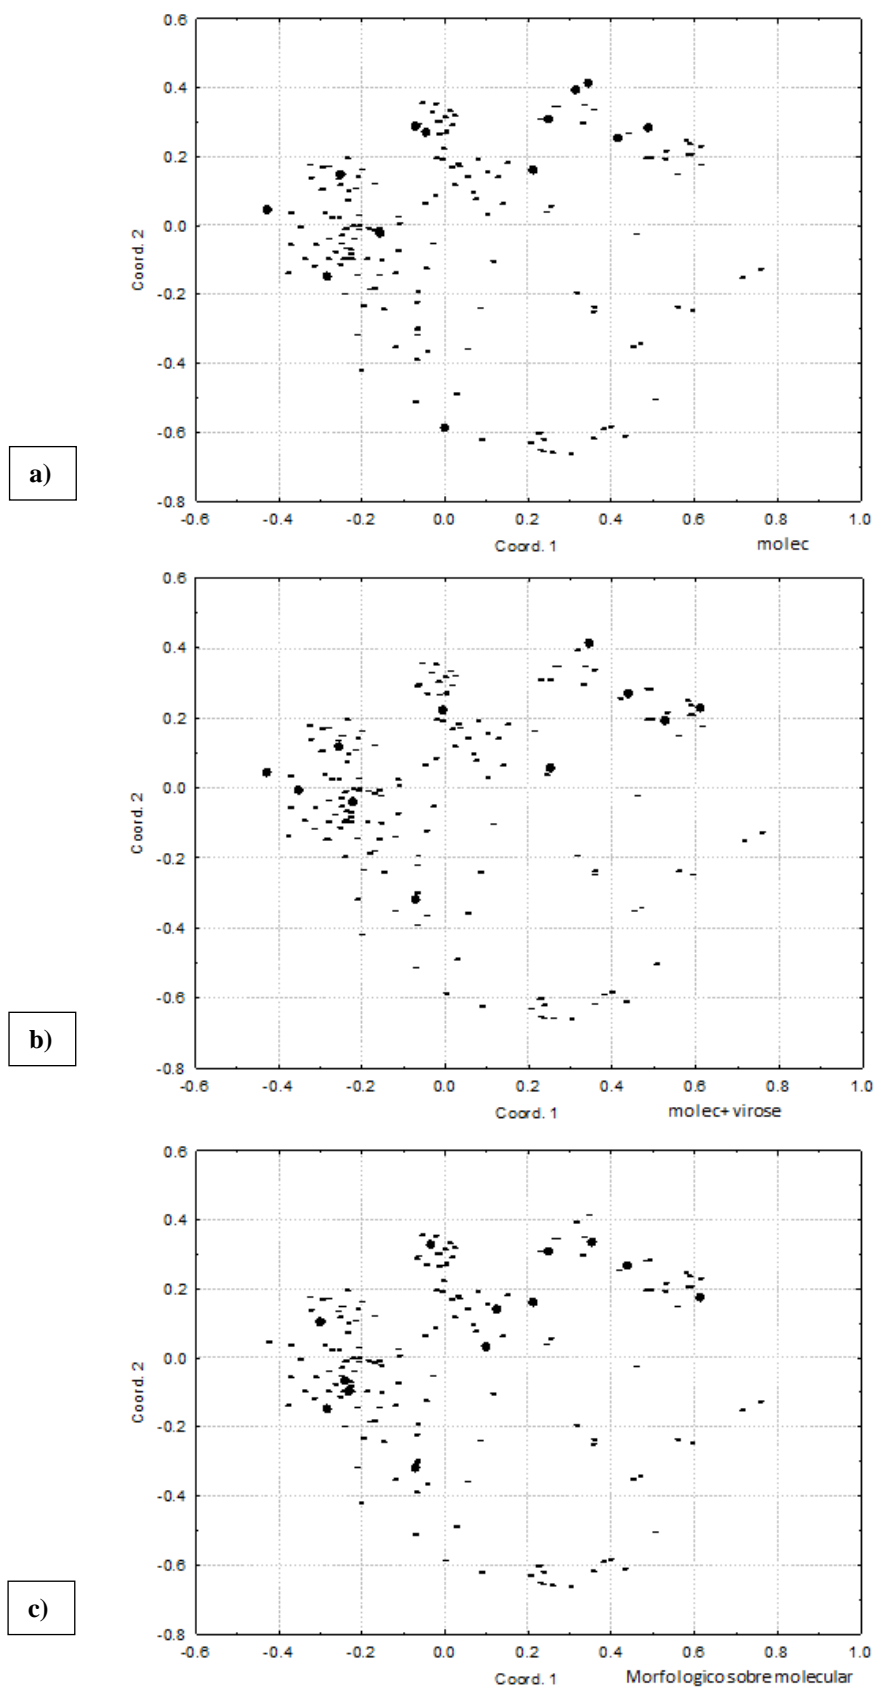 0.6
0.4
0.2
0.0
-0.2
-0.4
-0.6
-0.8
Coord. 2
a)
-0.6 -0.4 -0.2 0.0 0.2 0.4 0.6 0.8 1.0
Coord. 1 molec
0.6
0.4
0.2
0.0
-0.2
-0.4
-0.6
-0.8
Coord. 2
b)
-0.6 -0.4 -0.2 0.0 0.2 0.4 0.6 0.8 1.0
Coord. 1 molec+ virose
0.6
0.4
0.2
0.0
-0.2
-0.4
-0.6
-0.8
Coord. 2
c)
-0.6 -0.4 -0.2 0.0 0.2 0.4 0.6 0.8 1.0
Coord. 1 Morfologico sobre molecular